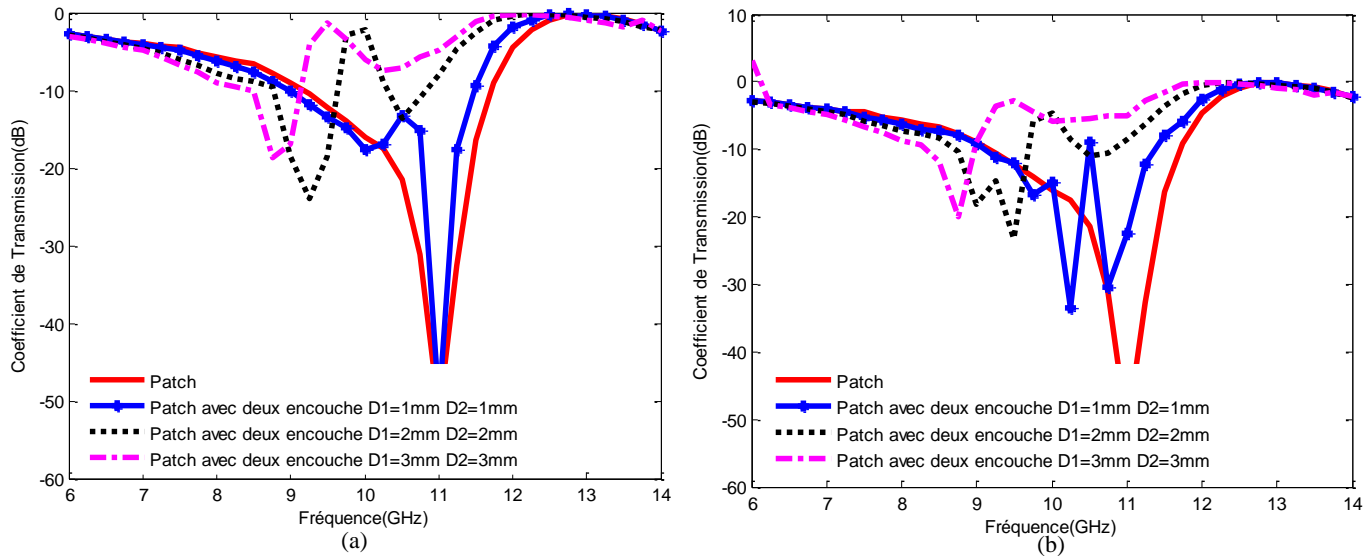 0
-10
-20
-30
-40
-50
-60
Coefficient de Transmission(dB)
Patch
Patch avec deux encouche D1=1mm D2=1mm
Patch avec deux encouche D1=2mm D2=2mm
Patch avec deux encouche D1=3mm D2=3mm
6 7 8 9 10 11 12 13 14
Fréquence(GHz)
(a)
10
0
-10
-20
-30
-40
-50
-60
Coefficient de Transmission(dB)
Patch
Patch avec deux encouche D1=1mm D2=1mm
Patch avec deux encouche D1=2mm D2=2mm
Patch avec deux encouche D1=3mm D2=3mm
6 7 8 9 10 11 12 13 14
Fréquence(GHz)
(b)